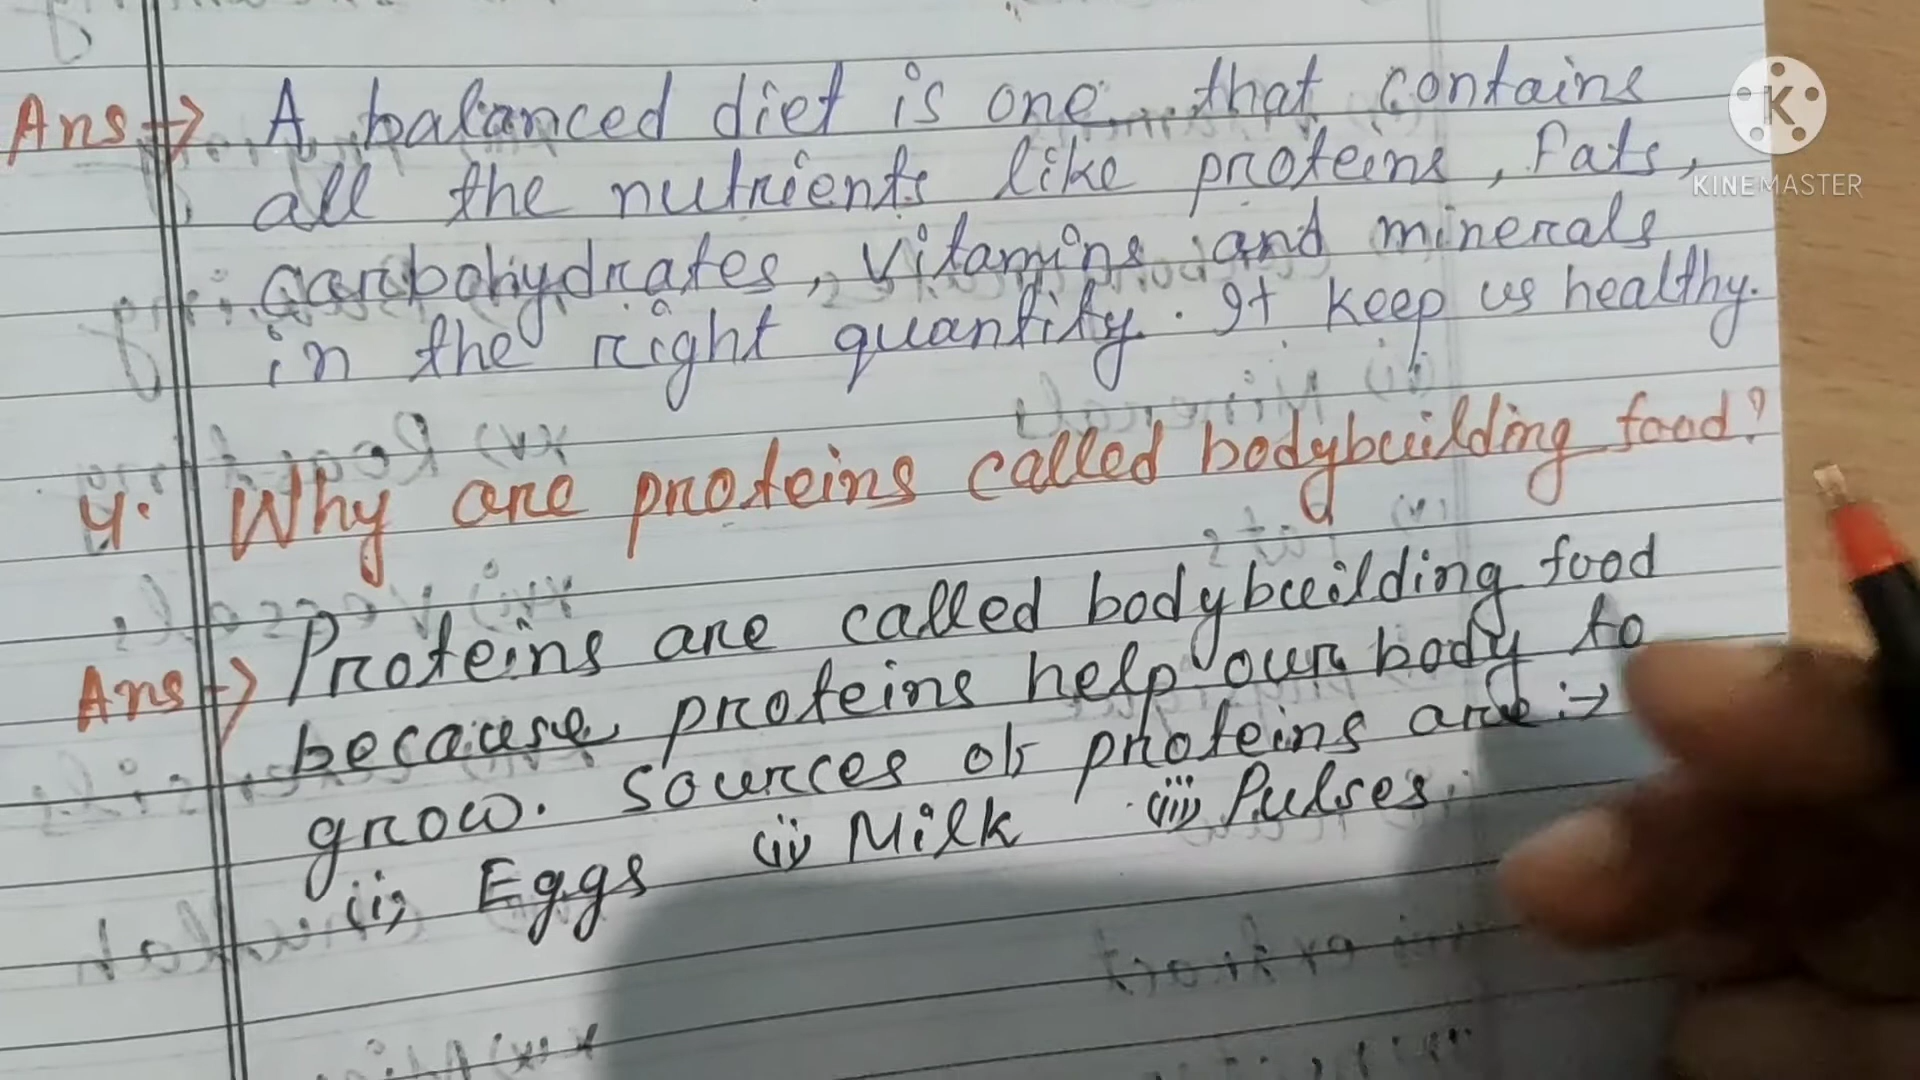 Ans → A balanced diet is one that contains
all the nutrients like proteins, Fats,
carbohydrates, Vitamins and minerals
in the right quantity. It keep us healthy.
4. Why are proteins called bodybuilding food?
Ans → Proteins are called bodybuilding food
because proteins help our body to
grow. Sources of proteins are :→
(i) Eggs (ii) Milk (iii) Pulses.
KINEMASTER